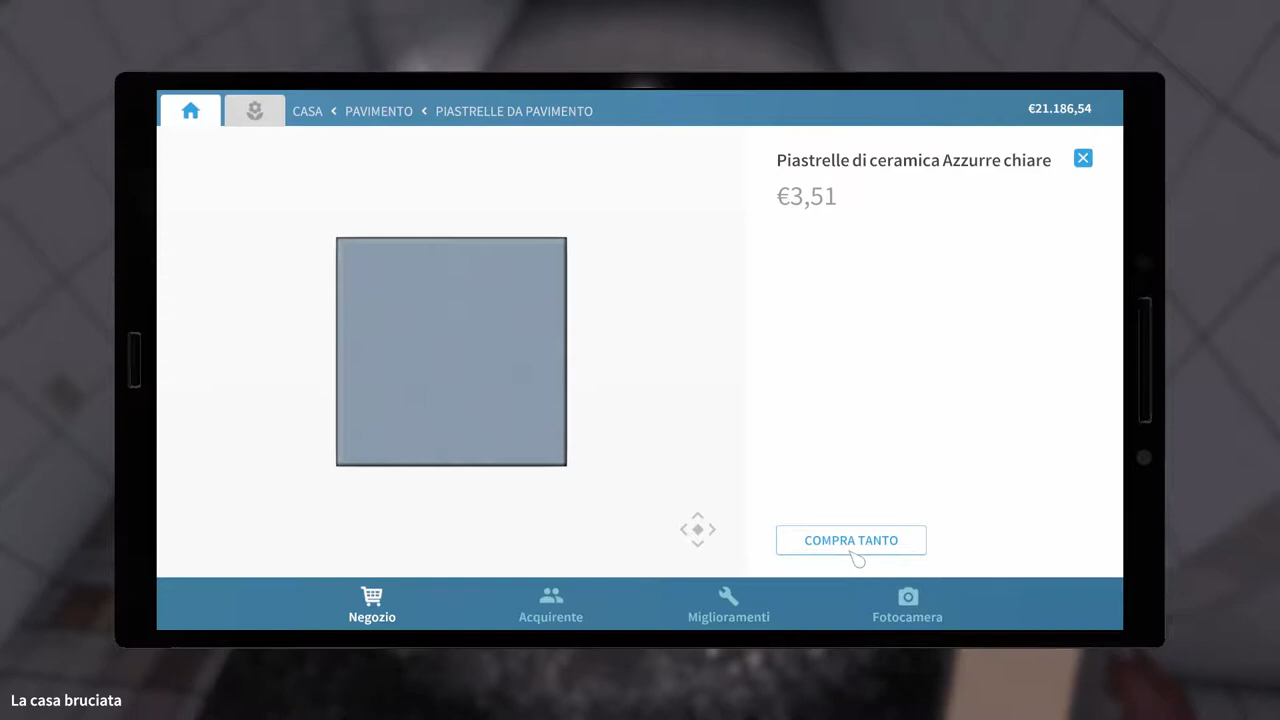 CASA < PAVIMENTO < PIASTRELLE DA PAVIMENTO
€21.186,54
Piastrelle di ceramica Azzurre chiare
€3,51
COMPRA TANTO
Negozio
Acquirente
Miglioramenti
Fotocamera
La casa bruciata